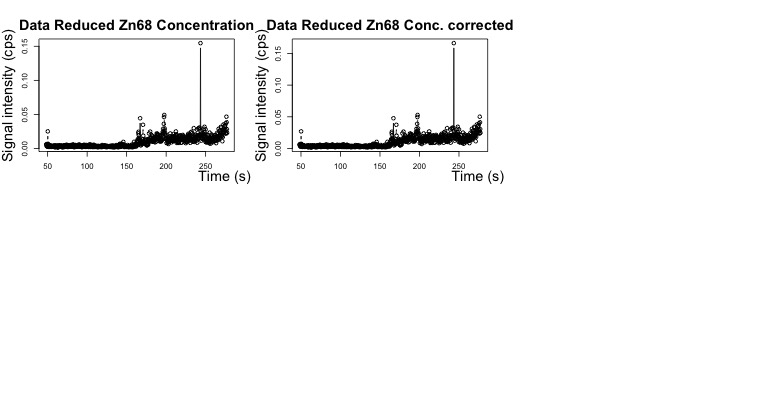 Data Reduced Zn68 Concentration
Signal intensity (cps)
0.00 0.05 0.10 0.15
50 100 150 200 250
Time (s)
Data Reduced Zn68 Conc. corrected
Signal intensity (cps)
0.00 0.05 0.10 0.15
50 100 150 200 250
Time (s)